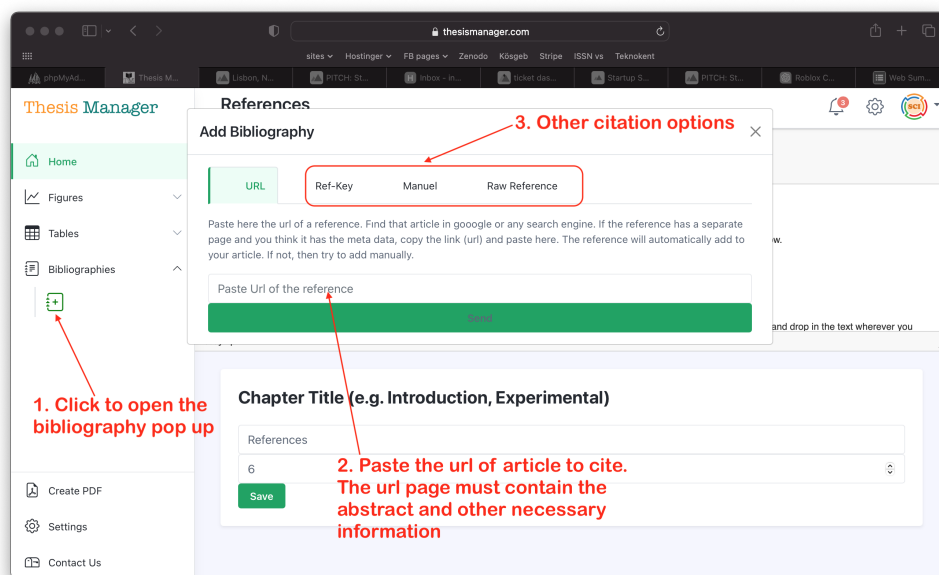 thesismanager.com
sites Hostinger FB pages Zenodo Kösgeb Stripe ISSN vs Teknokent
phpMyAd... Thesis M... Lisbon, N... PITCH: St... Inbox - in... ticket das... Startup S... PITCH: St... Roblox C... Web Sum...
Thesis Manager
References
3
SCI
Add Bibliography
3. Other citation options
Home
URL
Ref-Key
Manuel
Raw Reference
Figures
Tables
Bibliographies
Paste here the url of a reference. Find that article in gooogle or any search engine. If the reference has a separate
page and you think it has the meta data, copy the link (url) and paste here. The reference will automatically add to
your article. If not, then try to add manually.
Paste Url of the reference
Send
and drop in the text wherever you
1. Click to open the
bibliography pop up
Chapter Title (e.g. Introduction, Experimental)
References
6
Save
2. Paste the url of article to cite.
The url page must contain the
abstract and other necessary
information
Create PDF
Settings
Contact Us